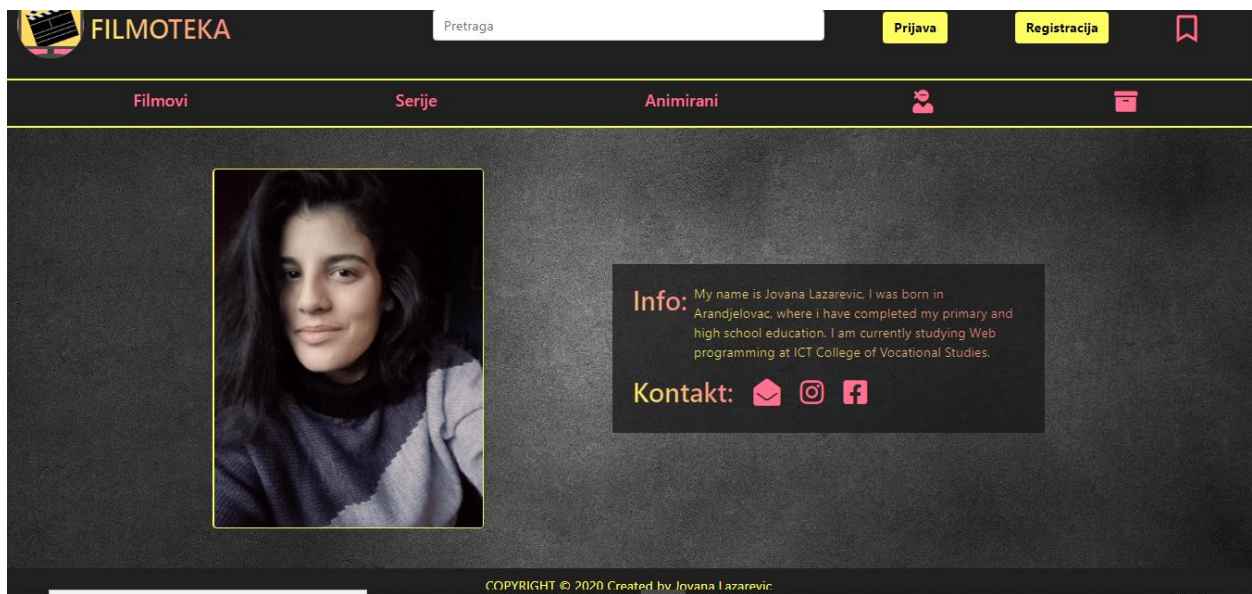 FILMOTEKA
Pretraga
Prijava
Registracija
Filmovi
Serije
Animirani
Info:
My name is Jovana Lazarevic, I was born in
Arandjelovac, where i have completed my primary and
high school education. I am currently studying Web
programming at ICT College of Vocational Studies.
Kontakt:
COPYRIGHT © 2020 Created by Jovana Lazarevic